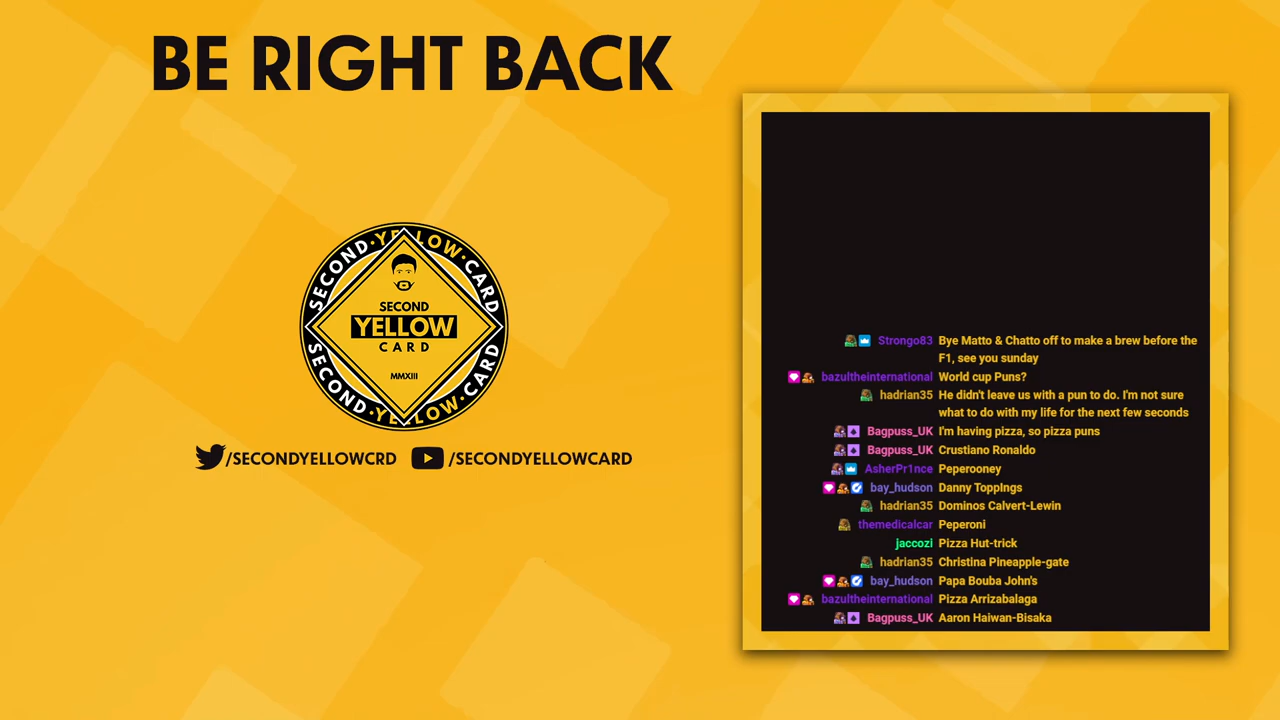 BE RIGHT BACK
SECOND·YELLOW·CARD
SECOND
YELLOW
CARD
MMXIII
SECOND·YELLOW·CARD
/SECONDYELLOWCRD /SECONDYELLOWCARD
Strongo83 Bye Matto & Chatto off to make a brew before the
F1, see you sunday
bazultheinternational World cup Puns?
hadrian35 He didn't leave us with a pun to do. I'm not sure
what to do with my life for the next few seconds
Bagpuss_UK I'm having pizza, so pizza puns
Bagpuss_UK Crustiano Ronaldo
AsherPr1nce Peperooney
bay_hudson Danny ToppIngs
hadrian35 Dominos Calvert-Lewin
themedicalcar Peperoni
jaccozi Pizza Hut-trick
hadrian35 Christina Pineapple-gate
bay_hudson Papa Bouba John's
bazultheinternational Pizza Arrizabalaga
Bagpuss_UK Aaron Haiwan-Bisaka